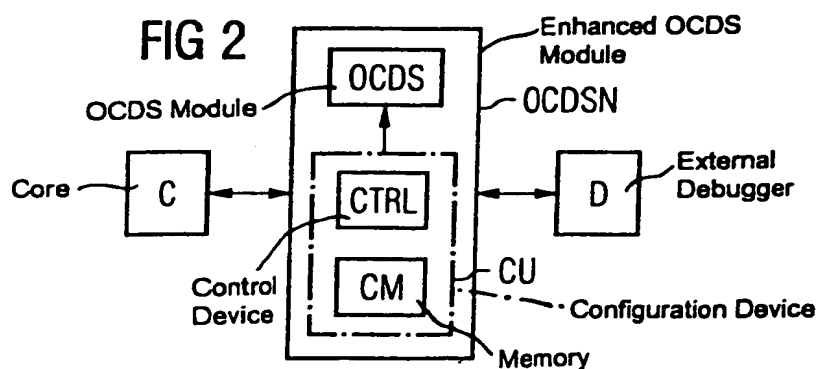 FIG 2
Enhanced OCDS
Module
OCDS
OCDS Module
OCDSN
Core
C
CTRL
D
External
Debugger
Control
Device
CM
CU
Configuration Device
Memory